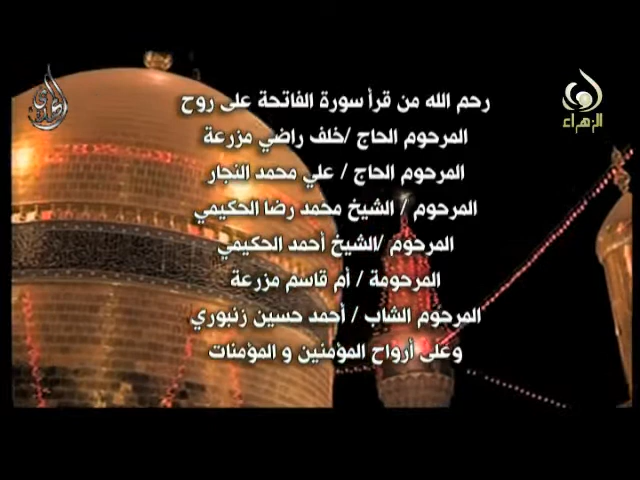 رحم الله من قرأ سورة الفاتحة على روح
المرحوم الحاج /خلف راضي مزرعة
المرحوم الحاج / علي محمد النجار
المرحوم / الشيخ محمد رضا الحكيمي
المرحوم /الشيخ أحمد الحكيمي
المرحومة / أم قاسم مزرعة
المرحوم الشاب / أحمد حسين زنبوري
وعلى أرواح المؤمنين و المؤمنات
الزهراء